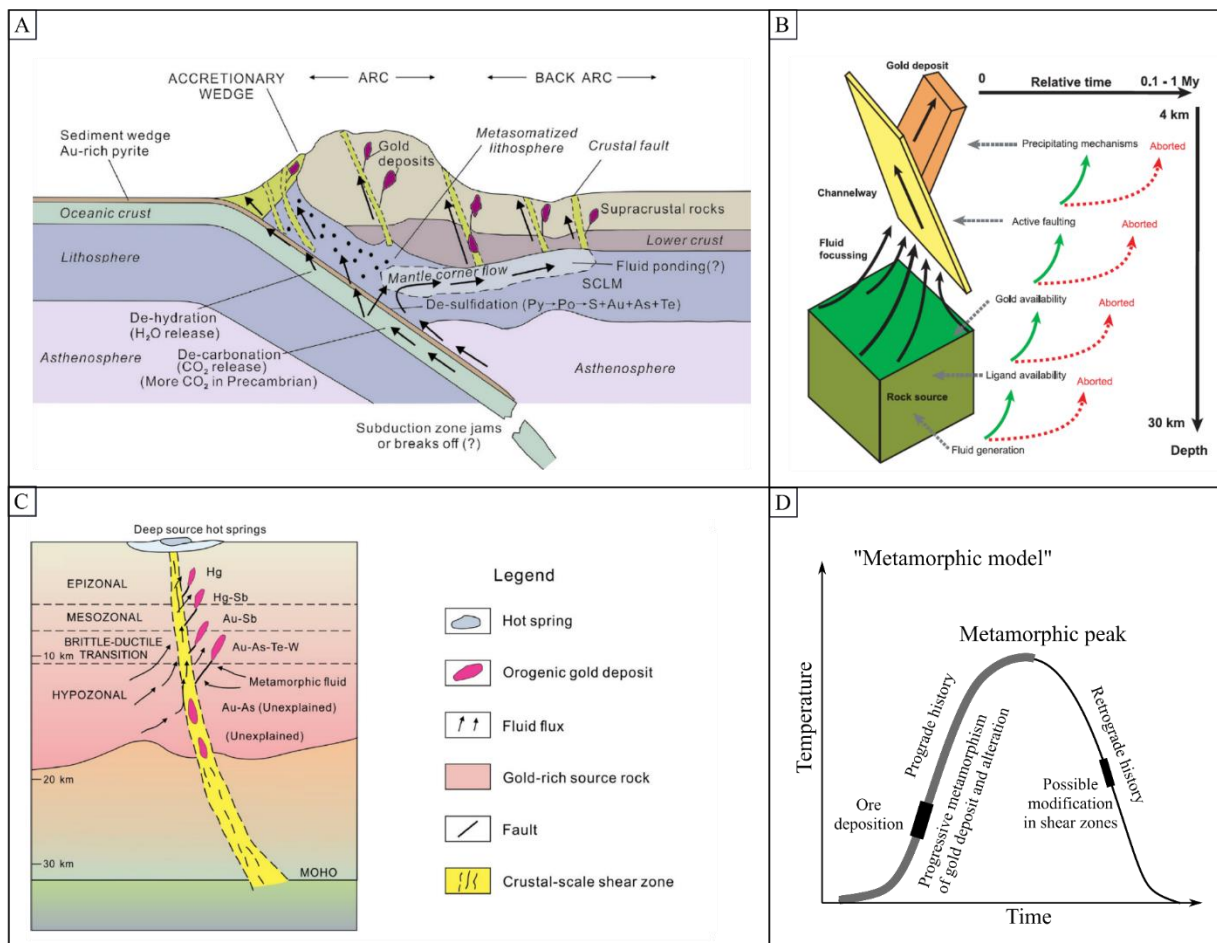 A
ACCRETIONARY
WEDGE
ARC
BACK ARC
Sediment wedge
Au-rich pyrite
Metasomatized
lithosphere
Gold
deposits
Crustal fault
Oceanic crust
Supracrustal rocks
Lower crust
Lithosphere
Mantle corner flow
Fluid ponding(?)
SCLM
De-sulfidation (Py→Po→S+Au+As+Te)
De-hydration
(H2O release)
Asthenosphere
De-carbonation
(CO2 release)
(More CO2 in Precambrian)
Asthenosphere
Subduction zone jams
or breaks off (?)
B
Gold deposit
0
Relative time
0.1 - 1 My
4 km
Precipitating mechanisms
Aborted
Channelway
Active faulting
Aborted
Fluid
focussing
Gold availability
Aborted
Ligand availability
Aborted
Rock source
30 km
Fluid generation
Depth
C
Deep source hot springs
Hg
EPIZONAL
Hg-Sb
MESOZONAL
Au-Sb
BRITTLE-DUCTILE
TRANSITION
10 km
Au-As-Te-W
HYPOZONAL
Metamorphic fluid
Au-As (Unexplained)
(Unexplained)
20 km
30 km
MOHO
Legend
Hot spring
Orogenic gold deposit
Fluid flux
Gold-rich source rock
Fault
Crustal-scale shear zone
D
"Metamorphic model"
Metamorphic peak
Temperature
Prograde history
Retrograde history
Ore
deposition
Progressive metamorphism
of gold deposit and alteration
Possible
modification
in shear zones
Time